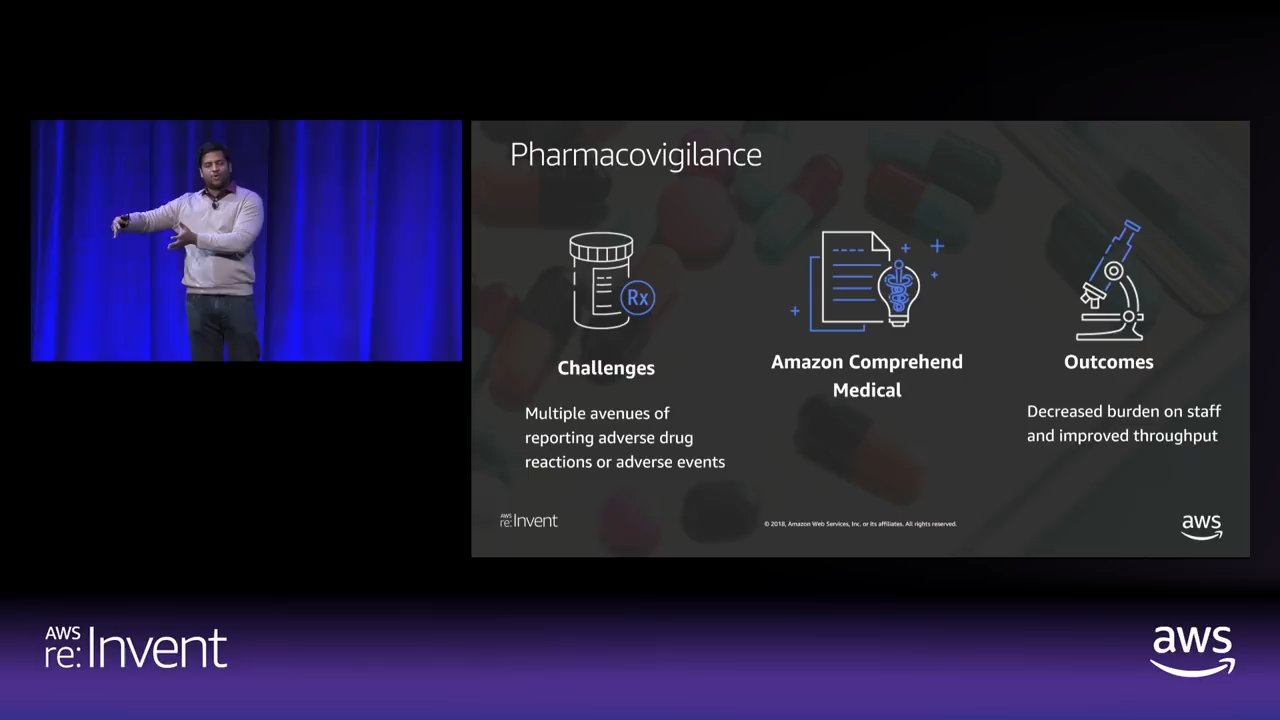 Pharmacovigilance
Rx
Challenges
Multiple avenues of
reporting adverse drug
reactions or adverse events
Amazon Comprehend
Medical
Outcomes
Decreased burden on staff
and improved throughput
AWS
re:Invent
© 2018, Amazon Web Services, Inc. or its affiliates. All rights reserved.
aws
AWS
re:Invent
aws